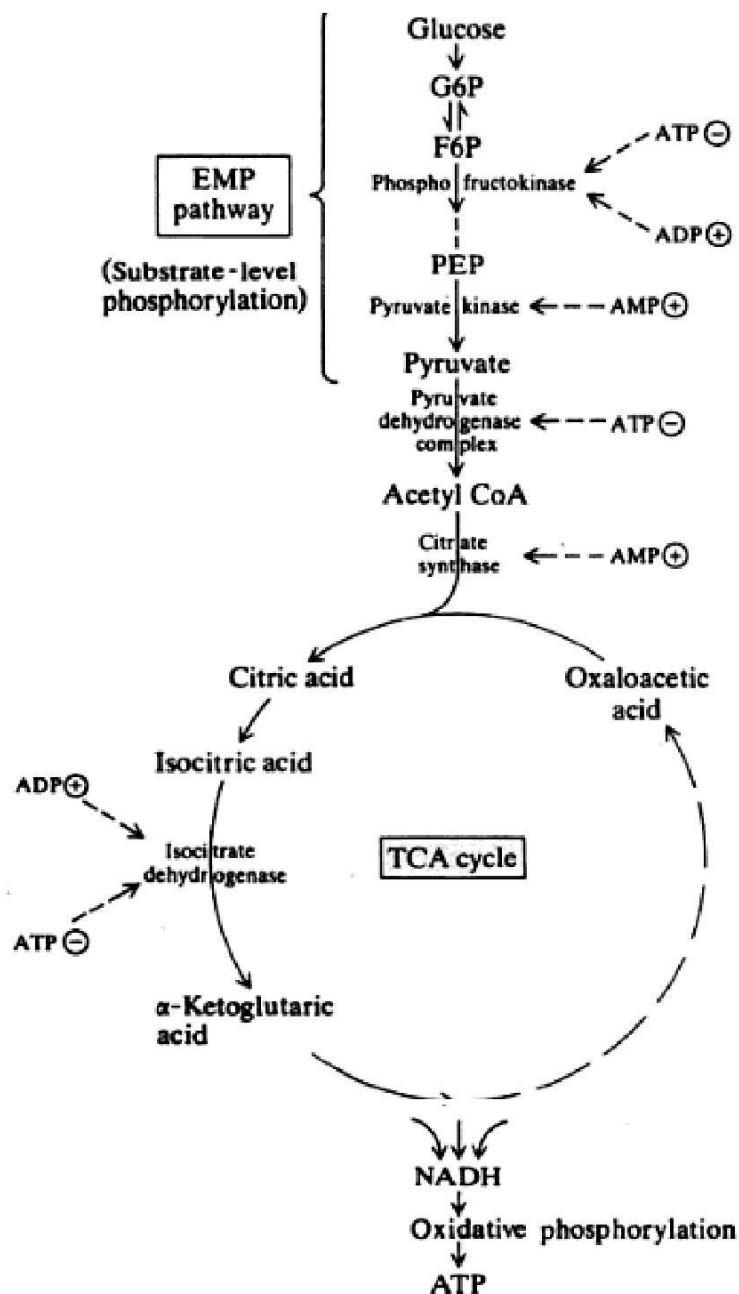 Glucose
G6P
F6P
Phospho fructokinase
ATP ⊖
ADP ⊕
EMP
pathway
(Substrate-level
phosphorylation)
PEP
Pyruvate kinase
AMP ⊕
Pyruvate
Pyruvate
dehydrogenase
complex
ATP ⊖
Acetyl CoA
Citrate
synthase
AMP ⊕
Citric acid
Oxaloacetic
acid
Isocitric acid
ADP ⊕
Isocitrate
dehydrogenase
ATP ⊖
TCA cycle
α-Ketoglutaric
acid
NADH
Oxidative phosphorylation
ATP